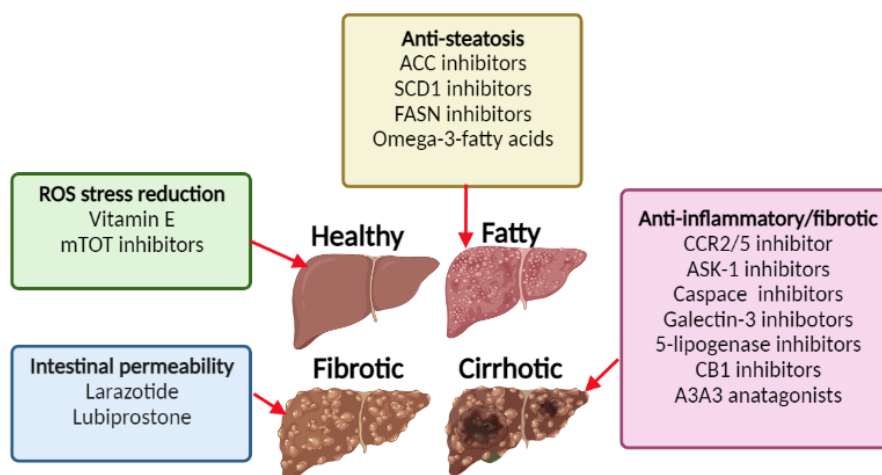 Anti-steatosis
ACC inhibitors
SCD1 inhibitors
FASN inhibitors
Omega-3-fatty acids
ROS stress reduction
Vitamin E
mTOT inhibitors
Healthy
Fatty
Anti-inflammatory/fibrotic
CCR2/5 inhibitor
ASK-1 inhibitors
Caspace inhibitors
Galectin-3 inhibotors
5-lipogenase inhibitors
CB1 inhibitors
A3A3 anatagonists
Intestinal permeability
Larazotide
Lubiprostone
Fibrotic
Cirrhotic